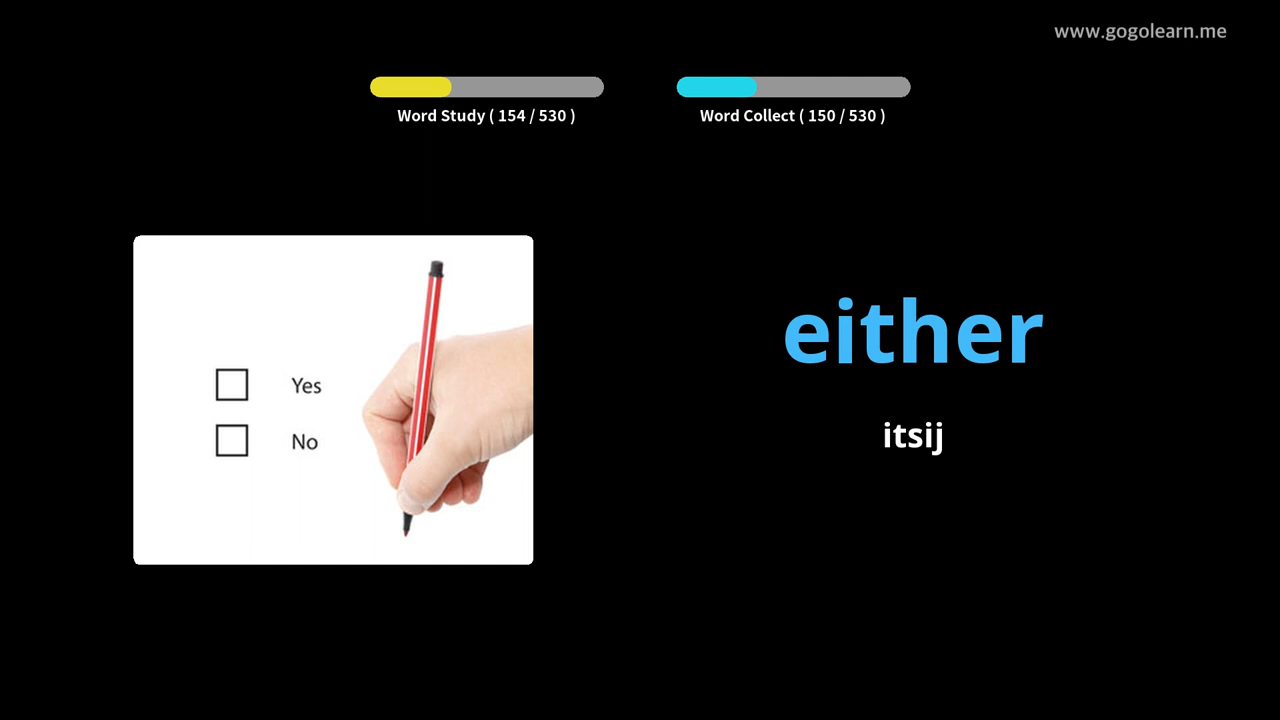 www.gogolearn.me
Word Study ( 154 / 530 )
Word Collect ( 150 / 530 )
either
itsij
Yes
No